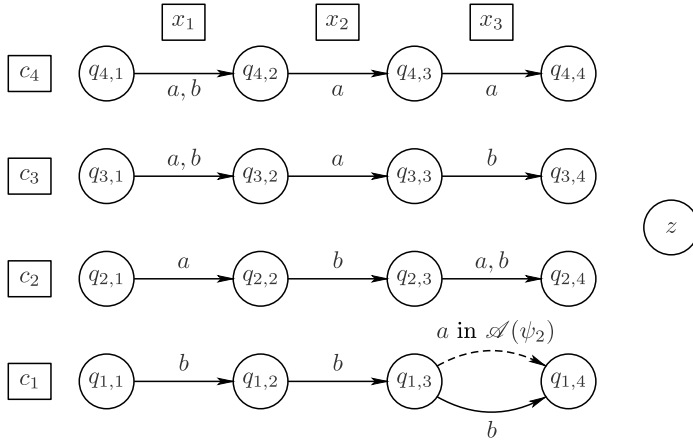 x₁ x₂ x₃
c₄ q₄,₁ a, b q₄,₂ a q₄,₃ a q₄,₄
c₃ q₃,₁ a, b q₃,₂ a q₃,₃ b q₃,₄
z
c₂ q₂,₁ a q₂,₂ b q₂,₃ a, b q₂,₄
a in 𝒜(ψ₂)
c₁ q₁,₁ b q₁,₂ b q₁,₃ q₁,₄
b